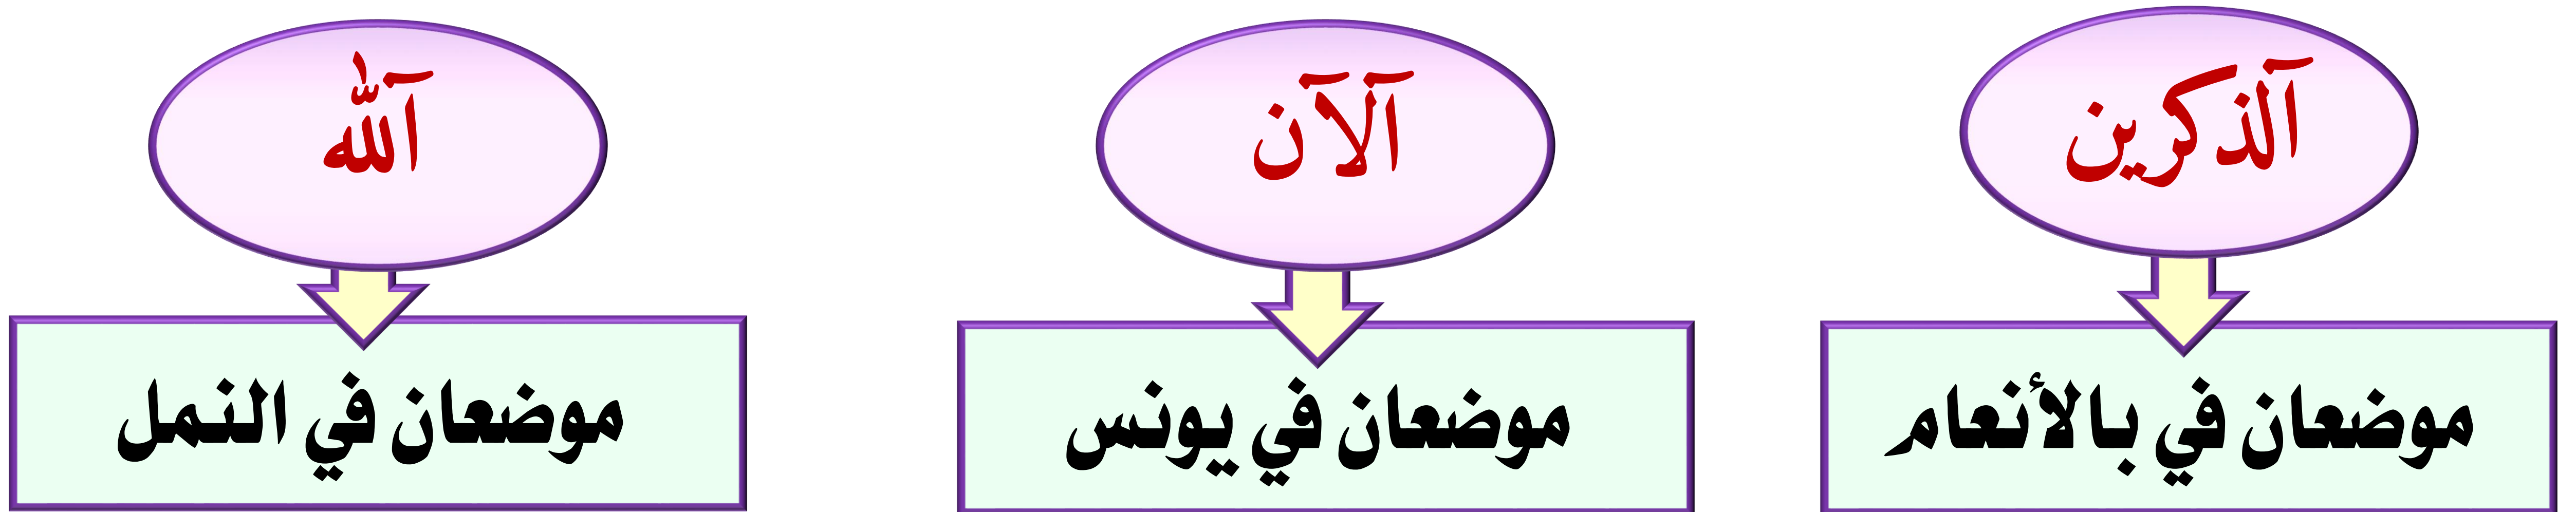 آلذكرين
موضعان في بالأنعام
آلآن
موضعان في يونس
آلله
موضعان في النمل